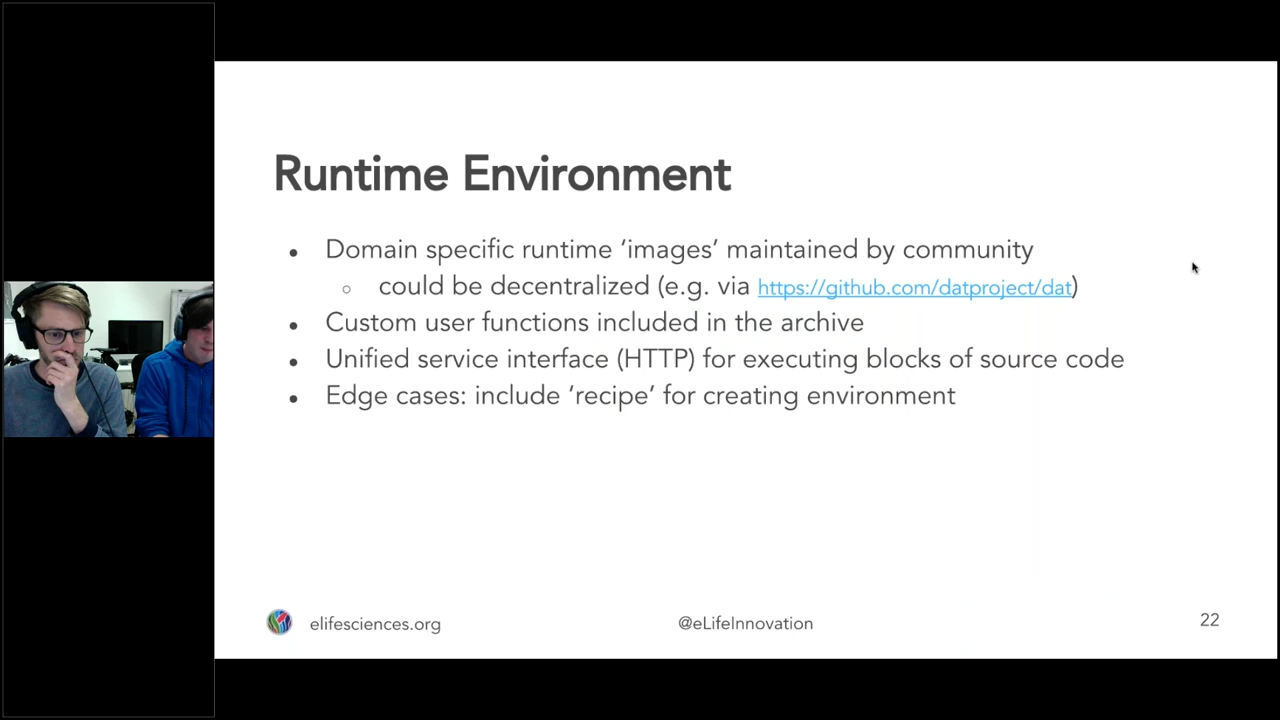 Runtime Environment
● Domain specific runtime ‘images’ maintained by community
○ could be decentralized (e.g. via https://github.com/datproject/dat)
● Custom user functions included in the archive
● Unified service interface (HTTP) for executing blocks of source code
● Edge cases: include ‘recipe’ for creating environment
elifesciences.org
@eLifeInnovation
22